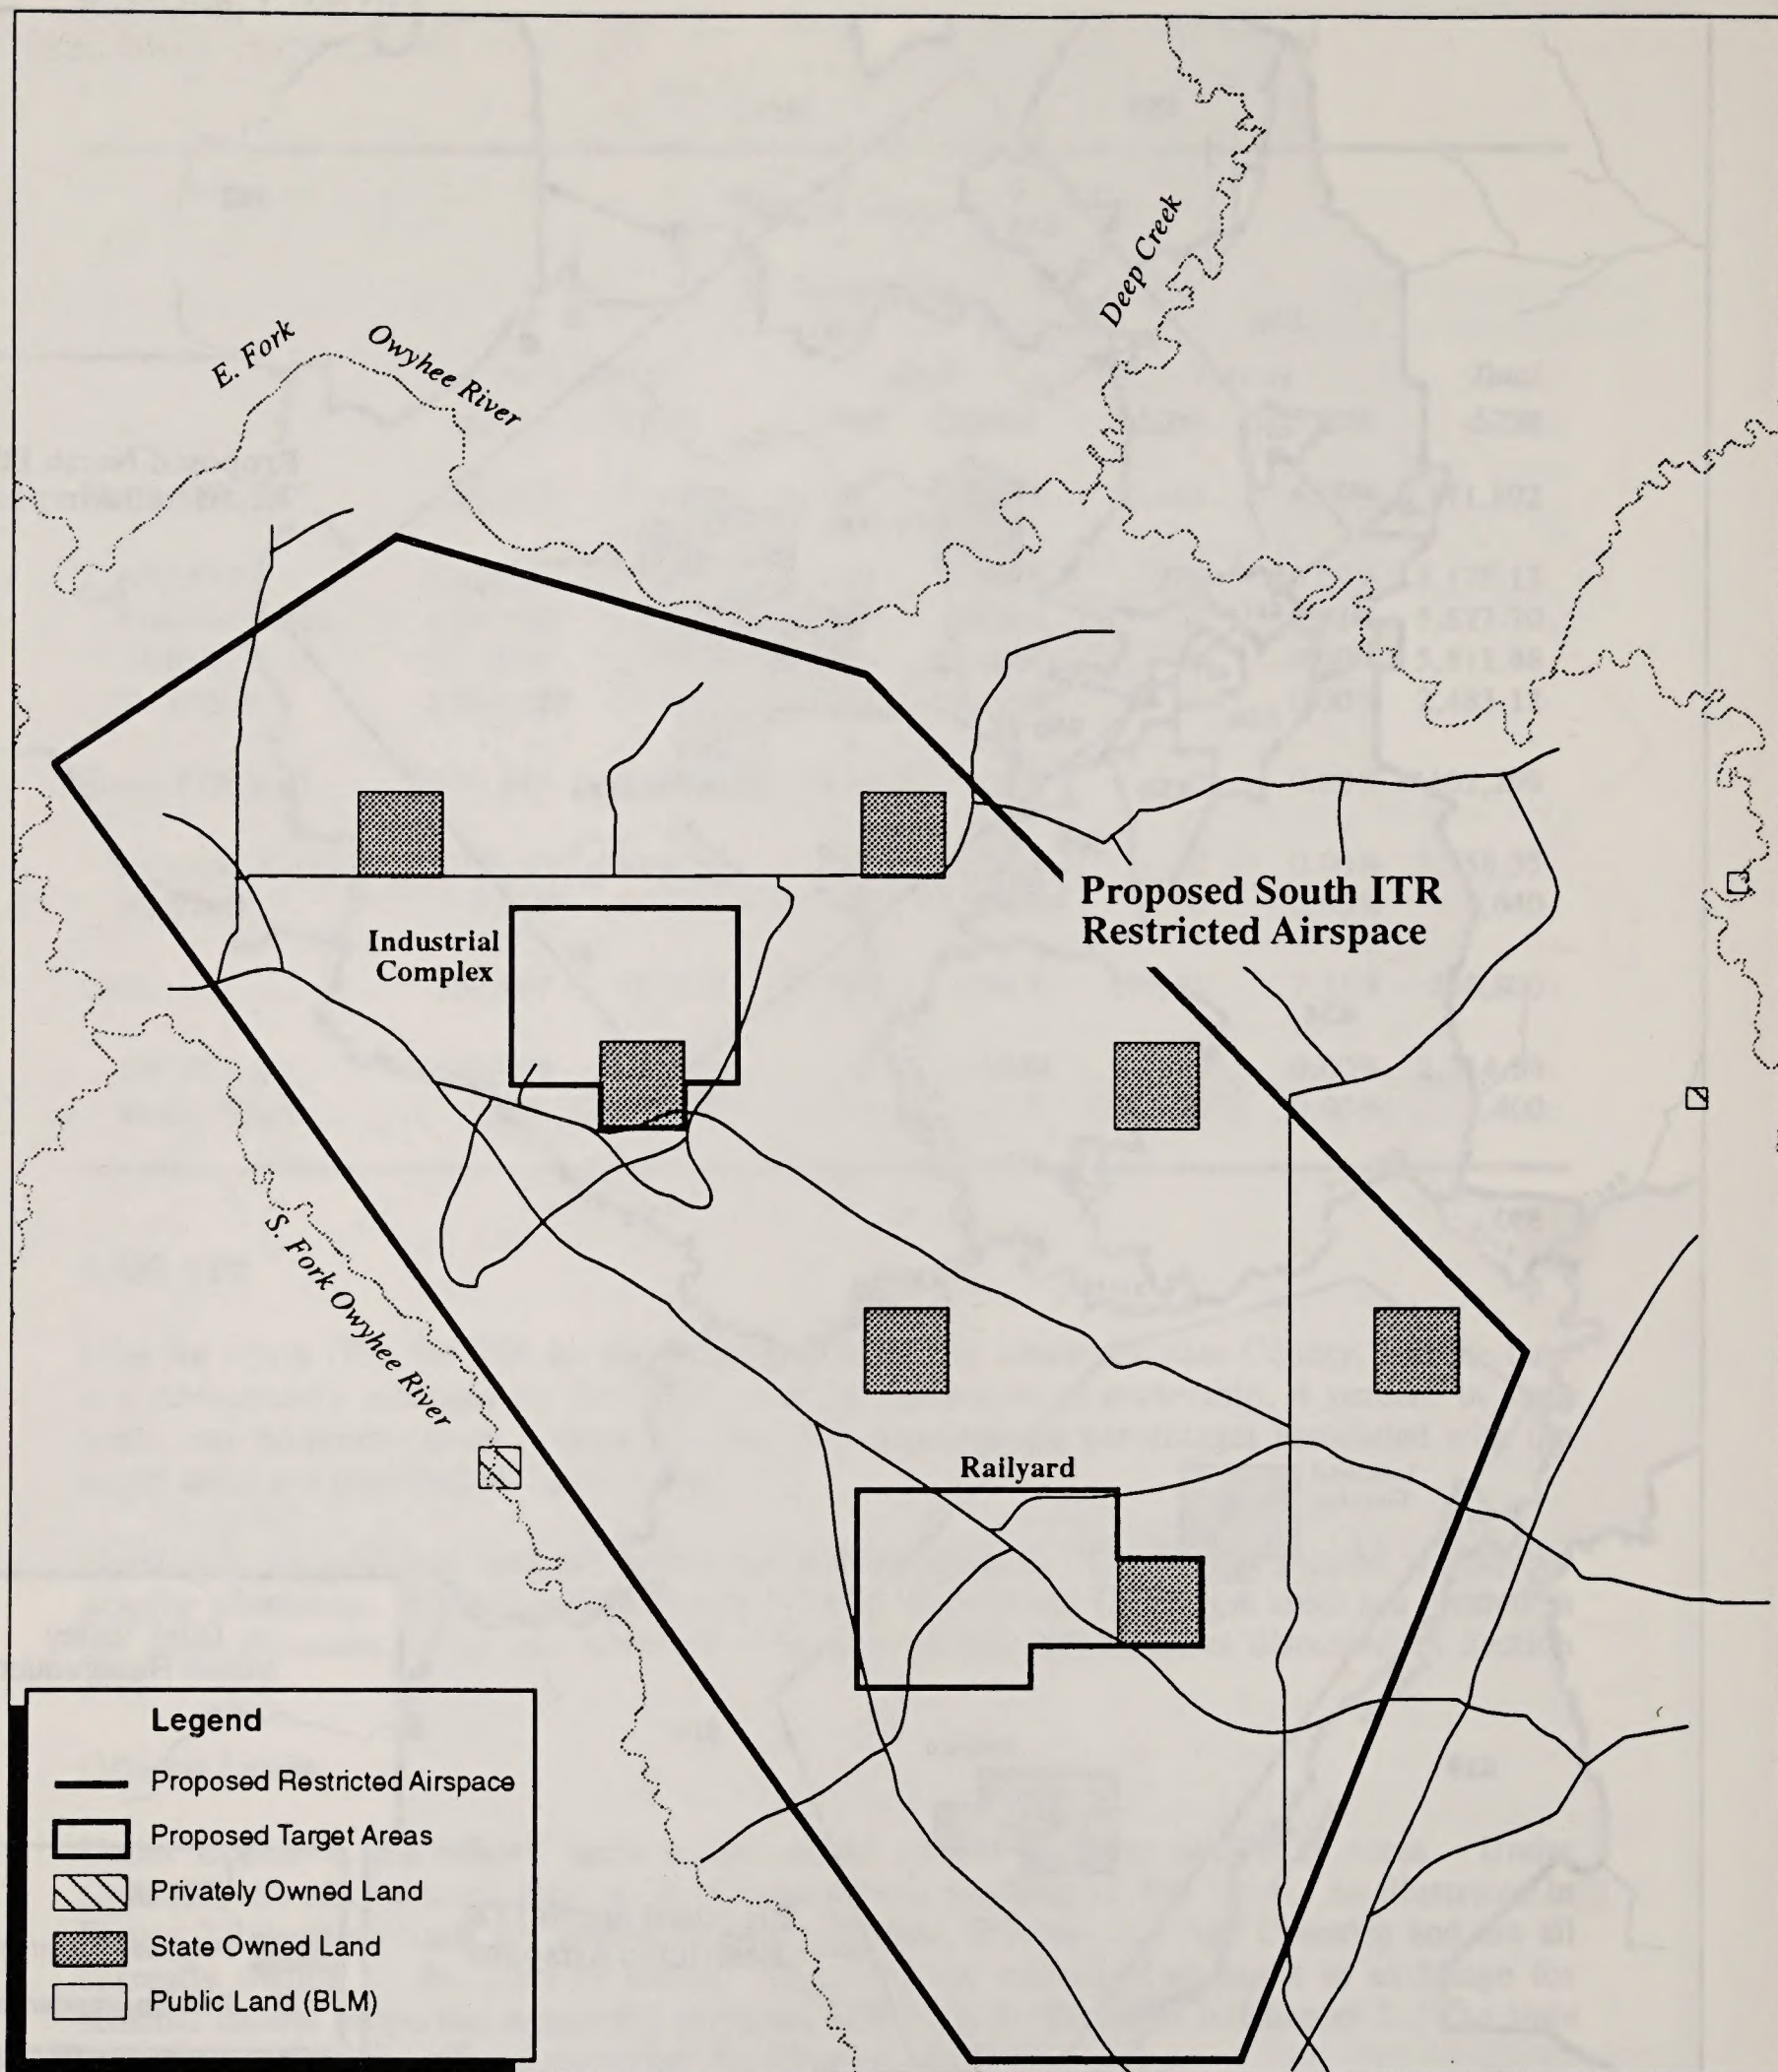 Deep Creek
E. Fork
Owyhee River
Proposed South ITR
Restricted Airspace
Industrial
Complex
S. Fork Owyhee River
Railyard
Legend
Proposed Restricted Airspace
Proposed Target Areas
Privately Owned Land
State Owned Land
Public Land (BLM)